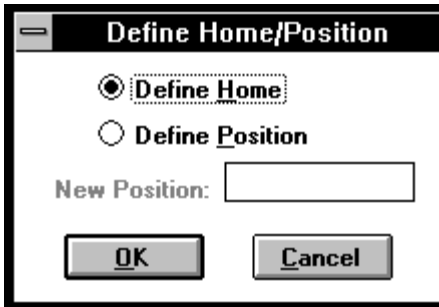 Define Home/Position
Define Home
Define Position
New Position:
OK
Cancel